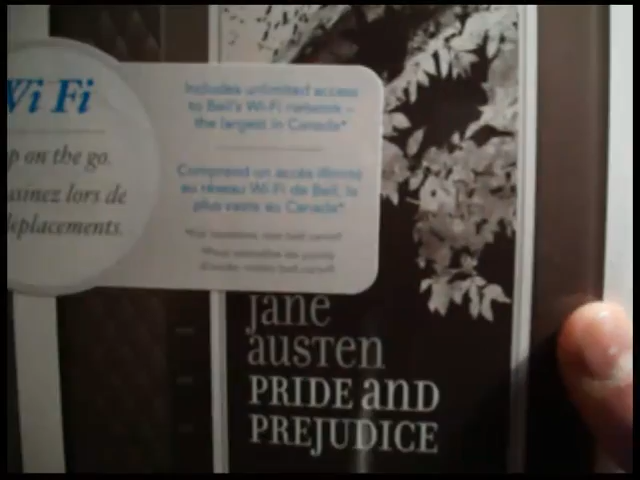 Wi Fi
p on the go.
asinez lors de
déplacements.
Includes unlimited access
to Bell's Wi-Fi network –
the largest in Canada*
Comprend un accès illimité
au réseau Wi-Fi de Bell, le
plus vaste au Canada*
jane
austen
PRIDE and
PREJUDICE